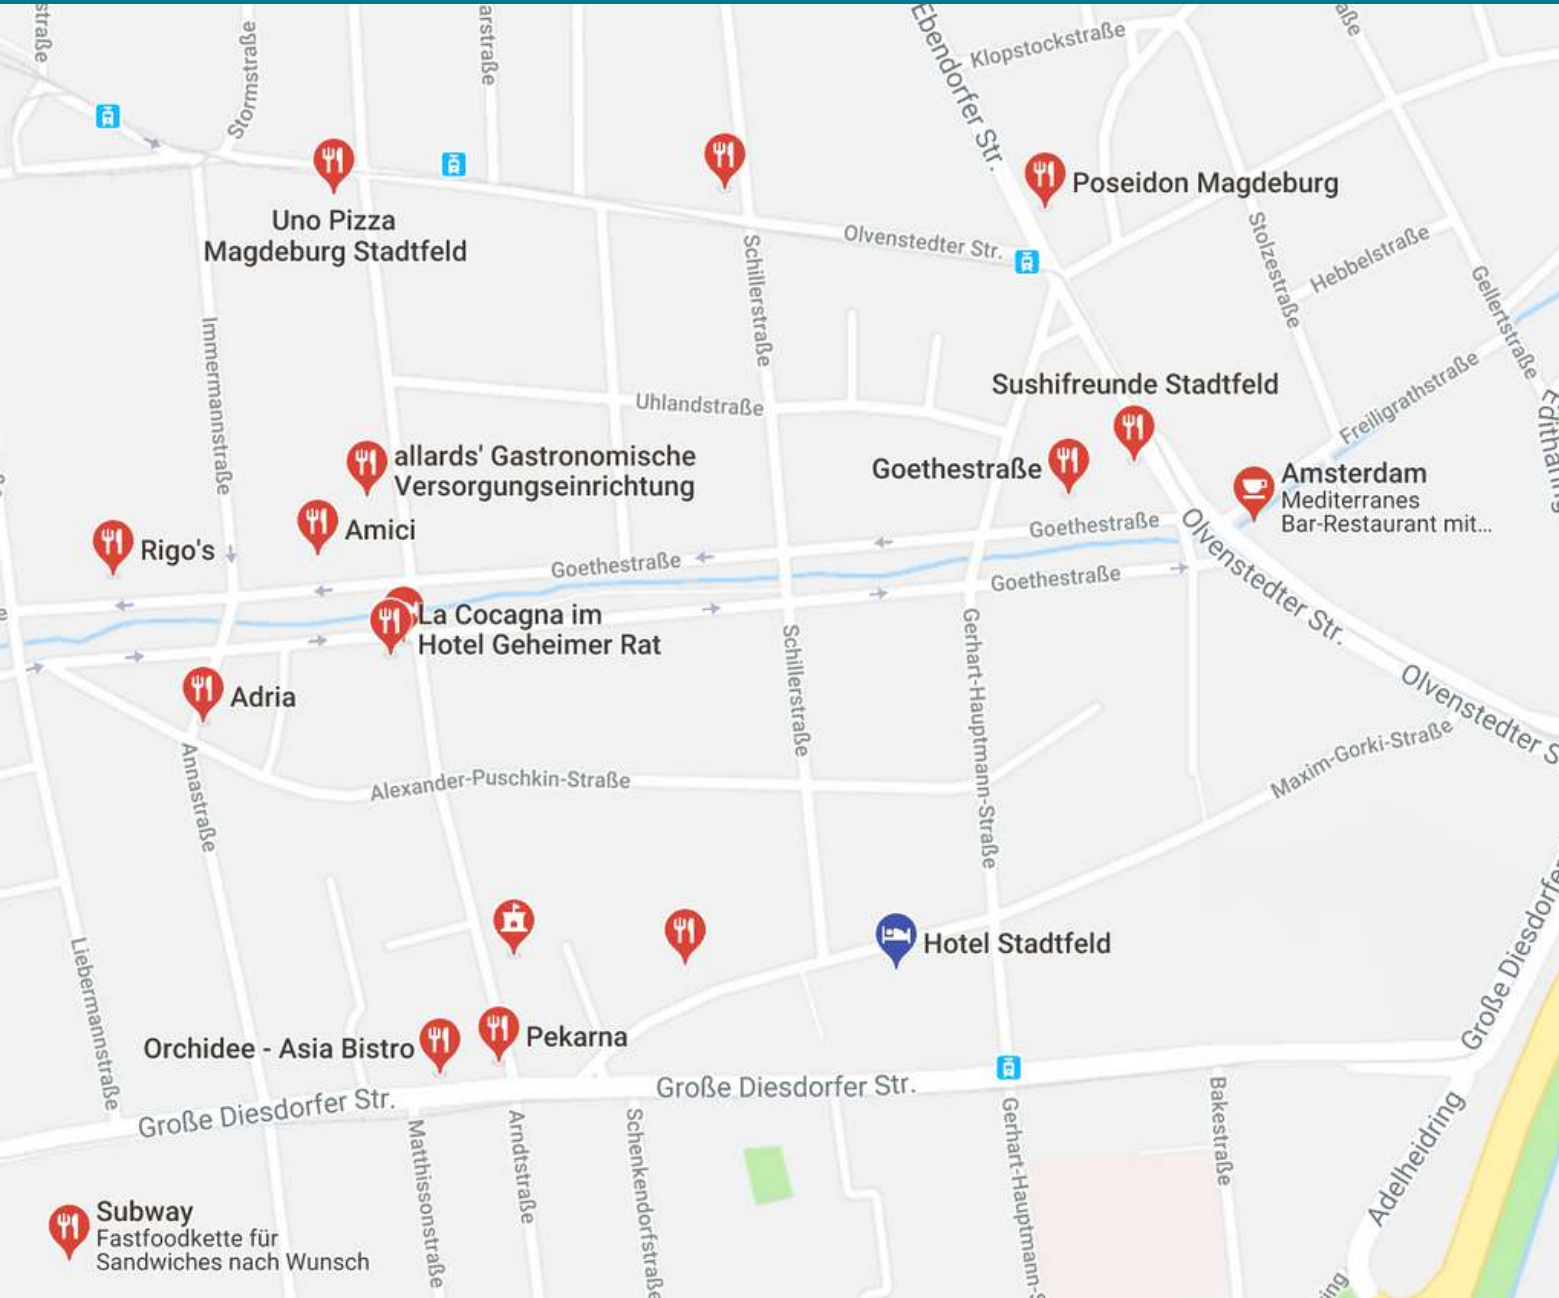 straße
Stormstraße
arstraße
Ebendorfer Str.
Klopstockstraße
aße
Uno Pizza
Magdeburg Stadtfeld
Poseidon Magdeburg
Olvenstedter Str.
Schillerstraße
Stolzestraße
Hebbelstraße
Gellertstraße
Immermannstraße
Uhlandstraße
Sushifreunde Stadtfeld
Freiligrathstraße
allards' Gastronomische
Versorgungseinrichtung
Goethestraße
Amsterdam
Mediterranes
Bar-Restaurant mit...
Amici
Rigo's
Goethestraße
Goethestraße
Goethestraße
Olvenstedter Str.
La Cocagna im
Hotel Geheimer Rat
Gerhart-Hauptmann-Straße
Schillerstraße
Adria
Olvenstedter S
Maxim-Gorki-Straße
Annastraße
Alexander-Puschkin-Straße
Große Diesdorfer
Liebermannstraße
Hotel Stadtfeld
Orchidee - Asia Bistro
Pekarna
Große Diesdorfer Str.
Große Diesdorfer Str.
Matthissonstraße
Arndtstraße
Schenkendorfstraße
Gerhart-Hauptmann-S
Bakestraße
Adelheidring
Subway
Fastfoodkette für
Sandwiches nach Wunsch
ing